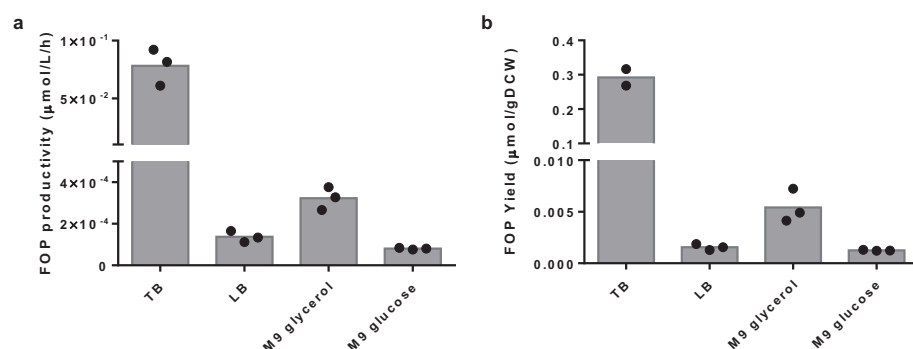 a
FOP productivity (μmol/L/h)
1×10⁻¹
5×10⁻²
4×10⁻⁴
2×10⁻⁴
0
TB
LB
M9 glycerol
M9 glucose
b
FOP Yield (μmol/gDCW)
0.4
0.3
0.2
0.1
0.010
0.005
0.000
TB
LB
M9 glycerol
M9 glucose